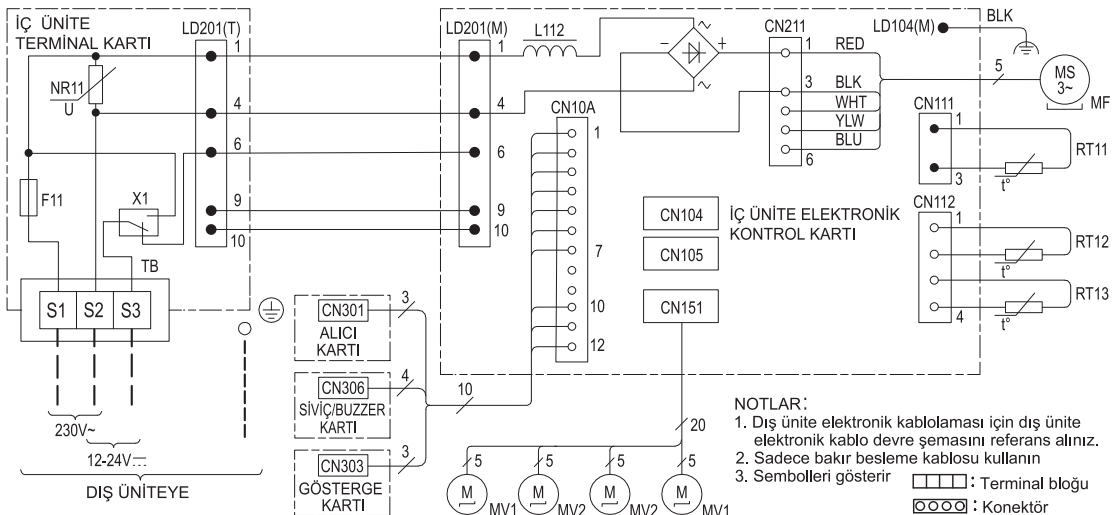 İÇ ÜNİTE
TERMİNAL KARTI
LD201(T)
1
4
6
9
10
NR11
U
F11
X1
TB
S1 S2 S3
230V~
12-24V
DIŞ ÜNİTEYE
LD201(M)
1
4
6
9
10
L112
CN10A
1
7
10
12
~
− +
~
CN211
1
3
6
RED
BLK
WHT
YLW
BLU
LD104(M)
BLK
5
MS
3~
MF
CN111
1
3
RT11
t°
CN112
1
4
RT12
t°
RT13
t°
CN104
CN105
CN151
İÇ ÜNİTE ELEKTRONİK
KONTROL KARTI
CN301
ALICI
KARTI
3
CN306
SİVİÇ/BUZZER
KARTI
4
CN303
GÖSTERGE
KARTI
3
10
20
5 5 5 5
M M M M
MV1 MV2 MV2 MV1
NOTLAR:
1. Dış ünite elektronik kablolaması için dış ünite
elektronik kablo devre şemasını referans alınız.
2. Sadece bakır besleme kablosu kullanın
3. Sembolleri gösterir
: Terminal bloğu
: Konektör